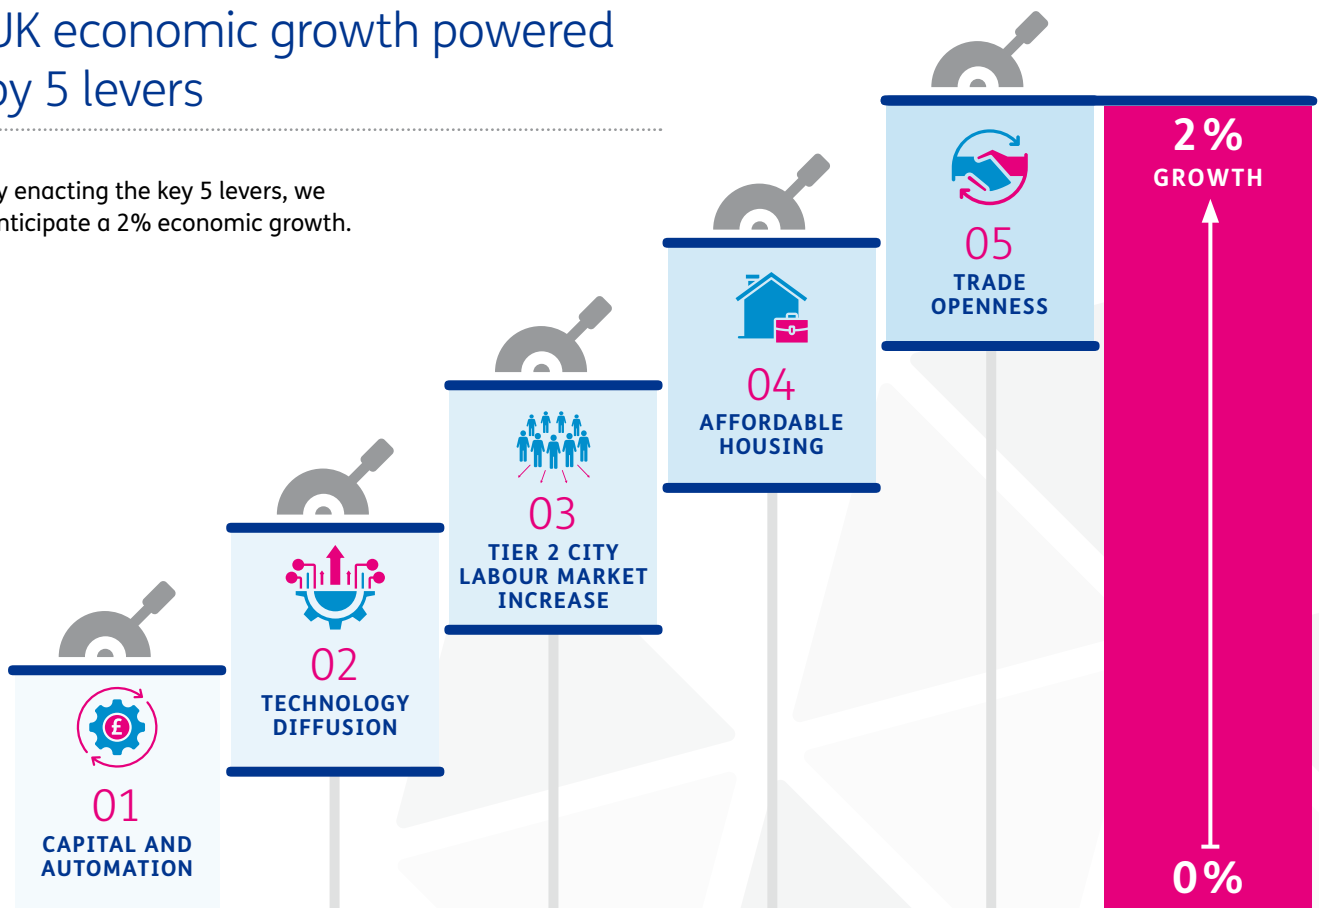 UK economic growth powered
by 5 levers
y enacting the key 5 levers, we
nticipate a 2% economic growth.
01
CAPITAL AND
AUTOMATION
£
02
TECHNOLOGY
DIFFUSION
03
TIER 2 CITY
LABOUR MARKET
INCREASE
04
AFFORDABLE
HOUSING
05
TRADE
OPENNESS
2%
GROWTH
0%